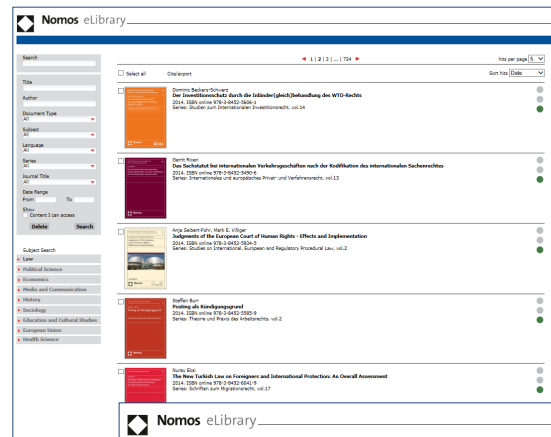 Nomos eLibrary
Search
Title
Author
Document Type
All
Subject
All
Language
All
Series
All
Journal Title
All
Date Range
From To
Show
Content I can access
Delete Search
Subject Search
Law
Political Science
Economics
Media and Communication
History
Sociology
Education and Cultural Studies
European Union
Health Science
1 | 2 | 3 | ... | 724
hits per page 5
Select all Cite/export
Sort hits Date
Dominic Beckers-Schwarz
Der Investitionsschutz durch die Inländer(gleich)behandlung des WTO-Rechts
2014, ISBN online 978-3-8452-5606-1
Series: Studien zum Internationalen Investitionsrecht, vol.14
Gerrit Rixen
Das Sachstatut bei internationalen Verkehrsgeschäften nach der Kodifikation des internationalen Sachenrechtes
2014, ISBN online 978-3-8452-5490-6
Series: Internationales und europäisches Privat- und Verfahrensrecht, vol.13
Anja Seibert-Fohr, Mark E. Villiger
Judgments of the European Court of Human Rights - Effects and Implementation
2014, ISBN online 978-3-8452-5934-5
Series: Studies on International, European and Regulatory Procedural Law, vol.2
Steffen Burr
Posting als Kündigungsgrund
2014, ISBN online 978-3-8452-5585-9
Series: Theorie und Praxis des Arbeitsrechts, vol.2
Nuray Eksi
The New Turkish Law on Foreigners and International Protection: An Overall Assessment
2014, ISBN online 978-3-8452-6041-9
Series: Schriften zum Migrationsrecht, vol.17
Nomos eLibrary